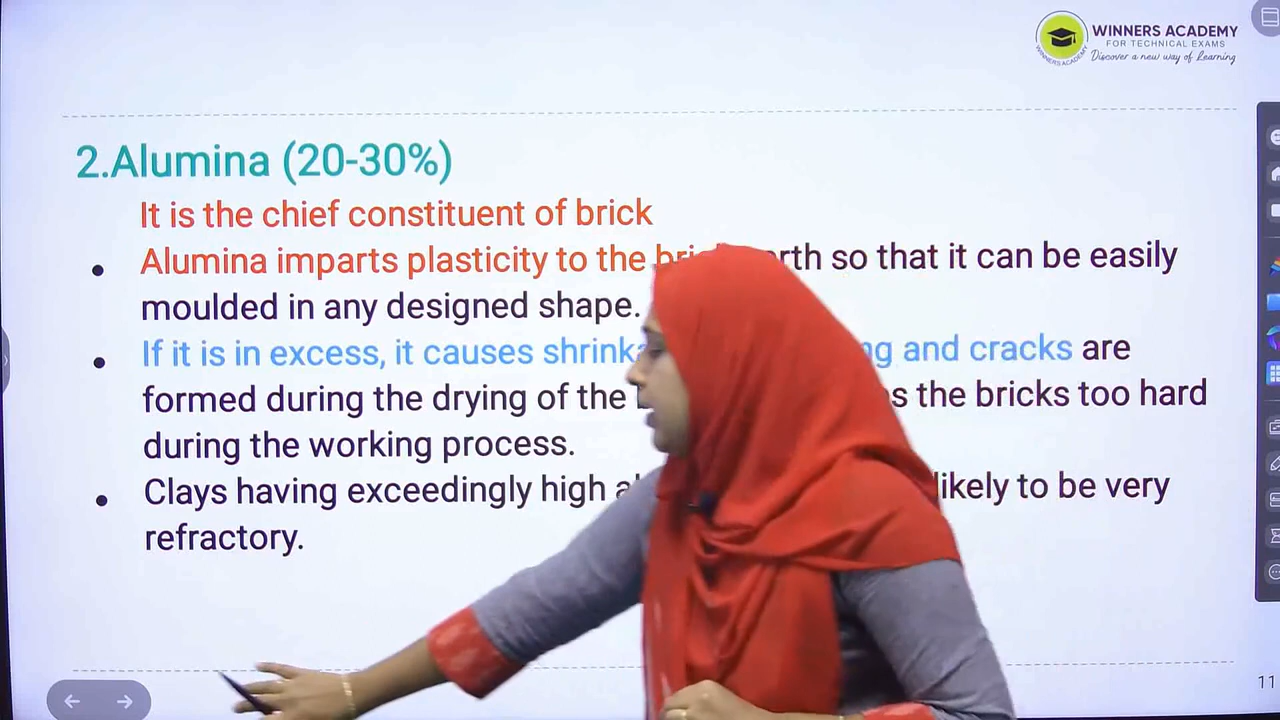 WINNERS ACADEMY
FOR TECHNICAL EXAMS
Discover a new way of Learning
WINNERS ACADEMY
2.Alumina (20-30%)
It is the chief constituent of brick
• Alumina imparts plasticity to the so that it can be easily
moulded in any designed shape.
• If it is in excess, it causes and cracks are
formed during the drying of the the bricks too hard
during the working process.
• Clays having exceedingly high likely to be very
refractory.
11